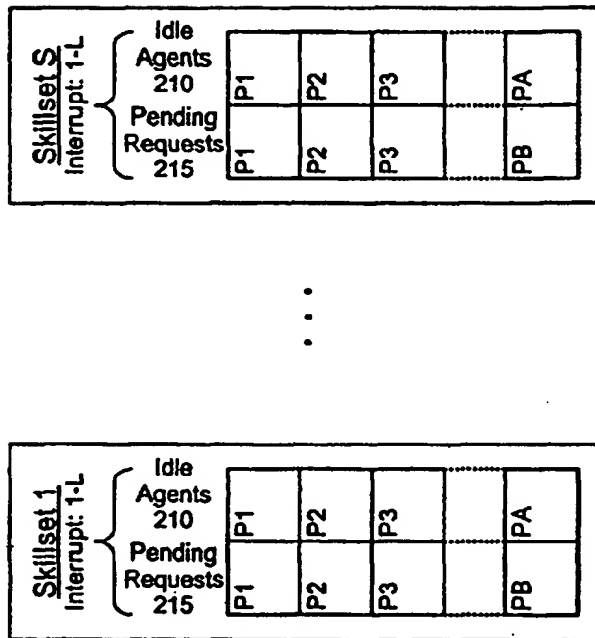 Skillset S
Interrupt: 1-L
Idle
Agents
210
Pending
Requests
215
P1
P2
P3
PA
P1
P2
P3
PB
Skillset 1
Interrupt: 1-L
Idle
Agents
210
Pending
Requests
215
P1
P2
P3
PA
P1
P2
P3
PB